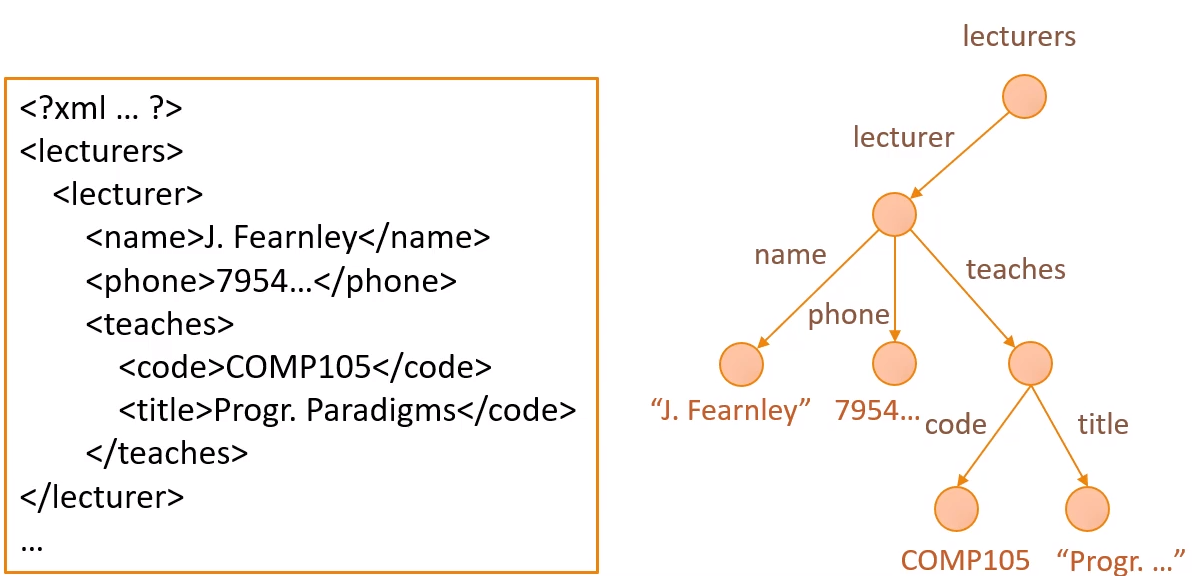 <?xml ... ?>
<lecturers>
<lecturer>
<name>J. Fearnley</name>
<phone>7954...</phone>
<teaches>
<code>COMP105</code>
<title>Progr. Paradigms</code>
</teaches>
</lecturer>
...
lecturers
lecturer
name
phone
teaches
"J. Fearnley"
7954...
code
title
COMP105
"Progr. ..."